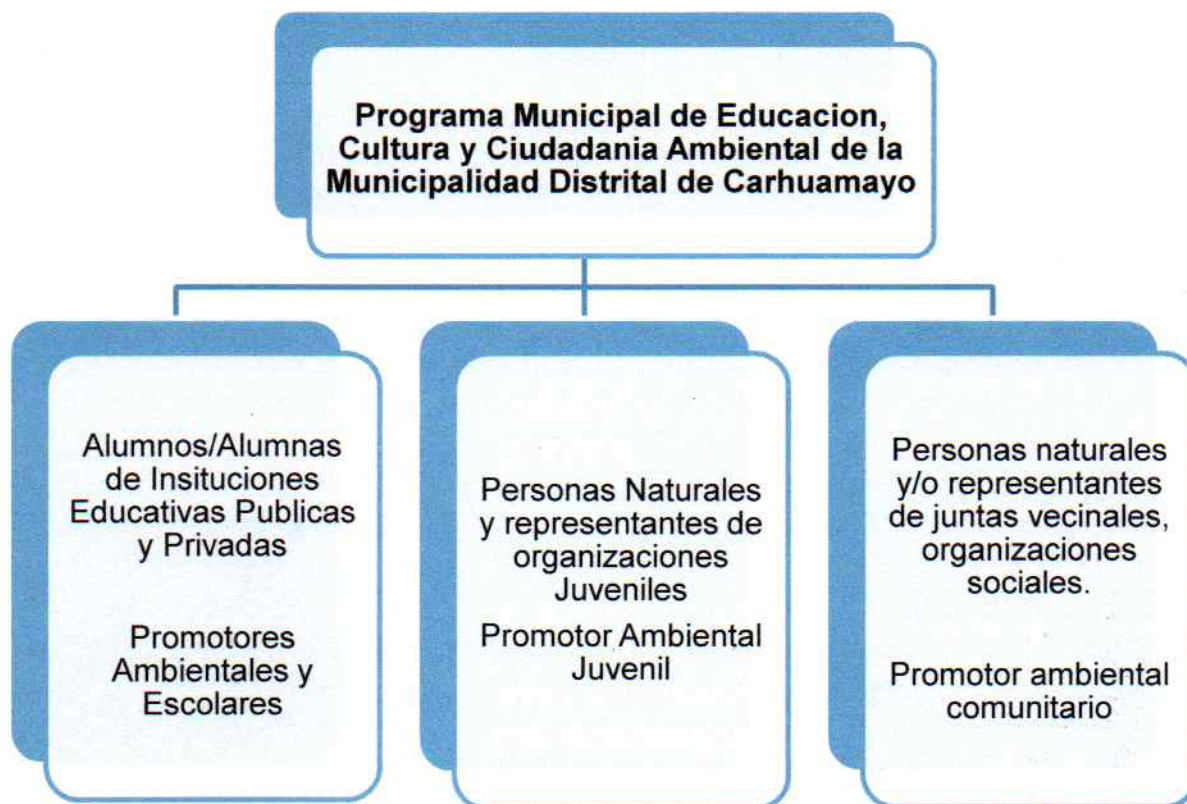 Programa Municipal de Educacion,
Cultura y Ciudadania Ambiental de la
Municipalidad Distrital de Carhuamayo
Alumnos/Alumnas
de Insituciones
Educativas Publicas
y Privadas
Promotores
Ambientales y
Escolares
Personas Naturales
y representantes de
organizaciones
Juveniles
Promotor Ambiental
Juvenil
Personas naturales
y/o representantes
de juntas vecinales,
organizaciones
sociales.
Promotor ambiental
comunitario